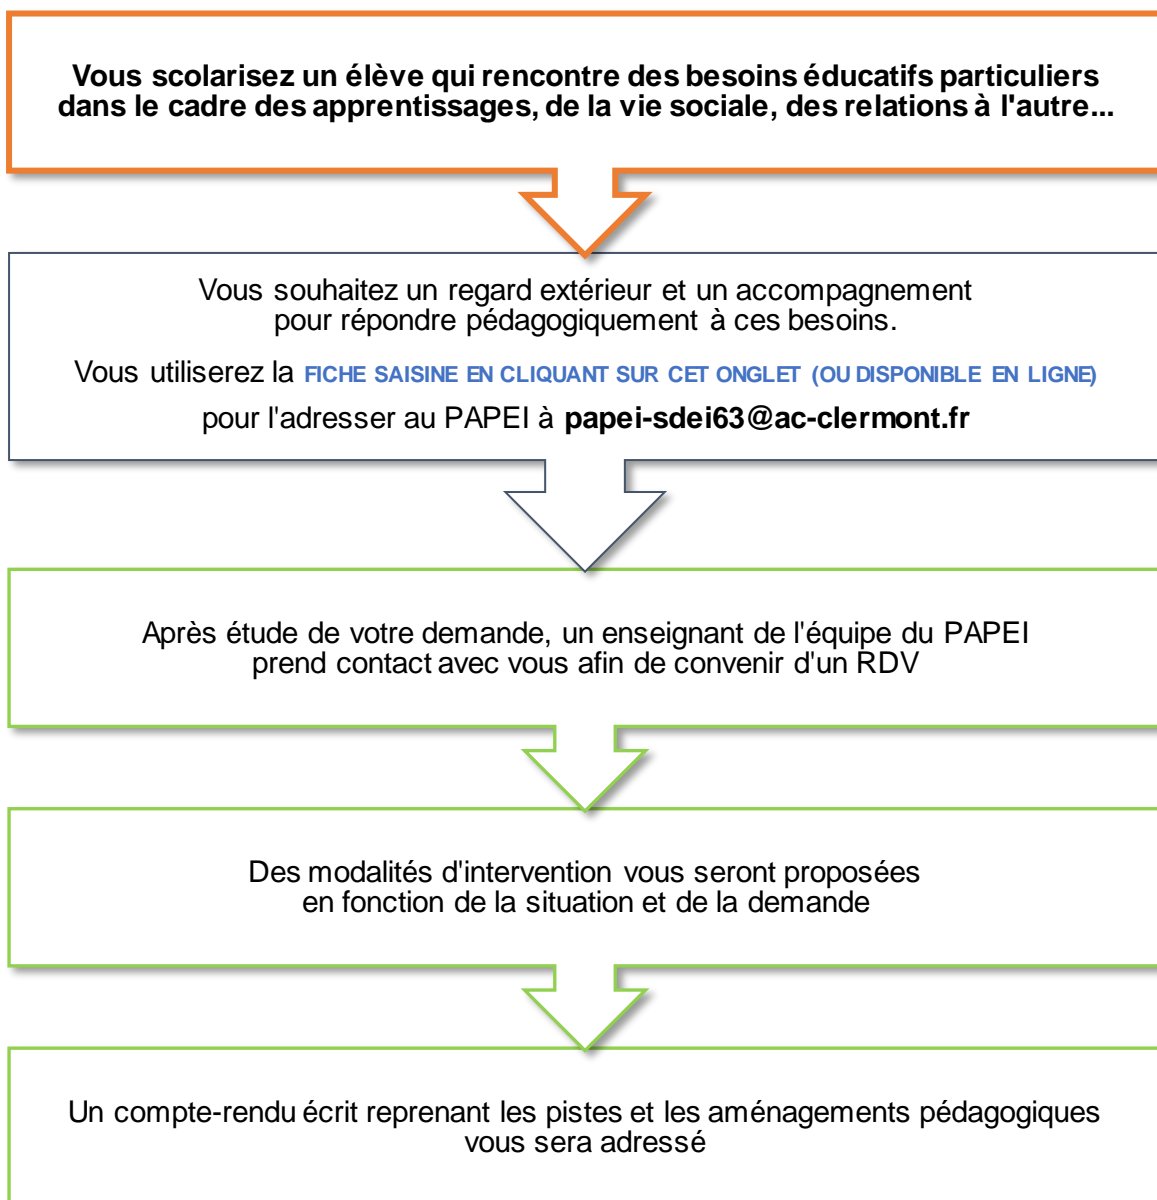 Vous scolarisez un élève qui rencontre des besoins éducatifs particuliers
dans le cadre des apprentissages, de la vie sociale, des relations à l'autre...
Vous souhaitez un regard extérieur et un accompagnement
pour répondre pédagogiquement à ces besoins.
Vous utiliserez la FICHE SAISINE EN CLIQUANT SUR CET ONGLET (OU DISPONIBLE EN LIGNE)
pour l'adresser au PAPEI à papei-sdei63@ac-clermont.fr
Après étude de votre demande, un enseignant de l'équipe du PAPEI
prend contact avec vous afin de convenir d'un RDV
Des modalités d'intervention vous seront proposées
en fonction de la situation et de la demande
Un compte-rendu écrit reprenant les pistes et les aménagements pédagogiques
vous sera adressé